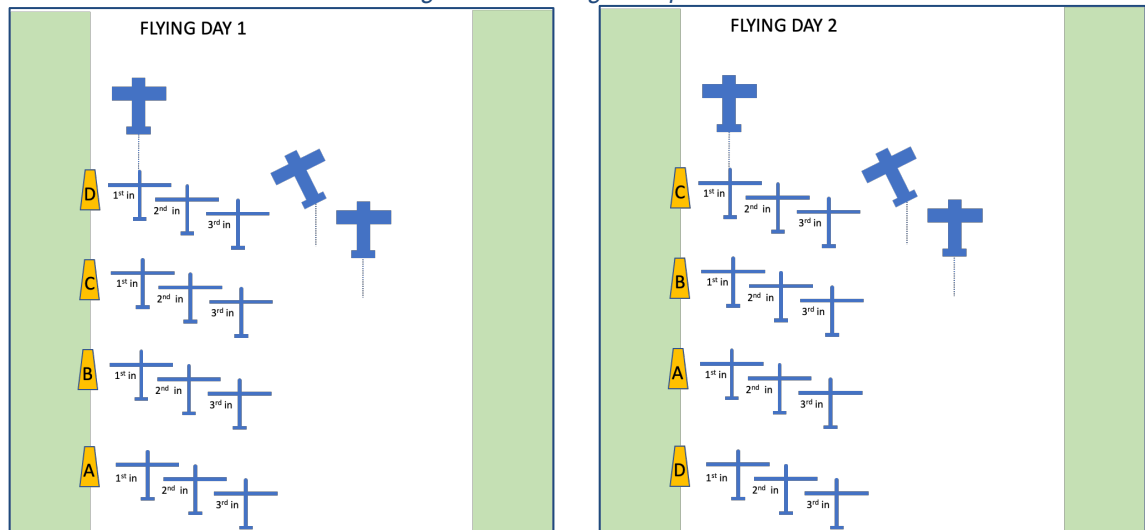 FLYING DAY 1
D
1st in
2nd in
3rd in
C
1st in
2nd in
3rd in
B
1st in
2nd in
3rd in
A
1st in
2nd in
3rd in
FLYING DAY 2
C
1st in
2nd in
3rd in
B
1st in
2nd in
3rd in
A
1st in
2nd in
3rd in
D
1st in
2nd in
3rd in